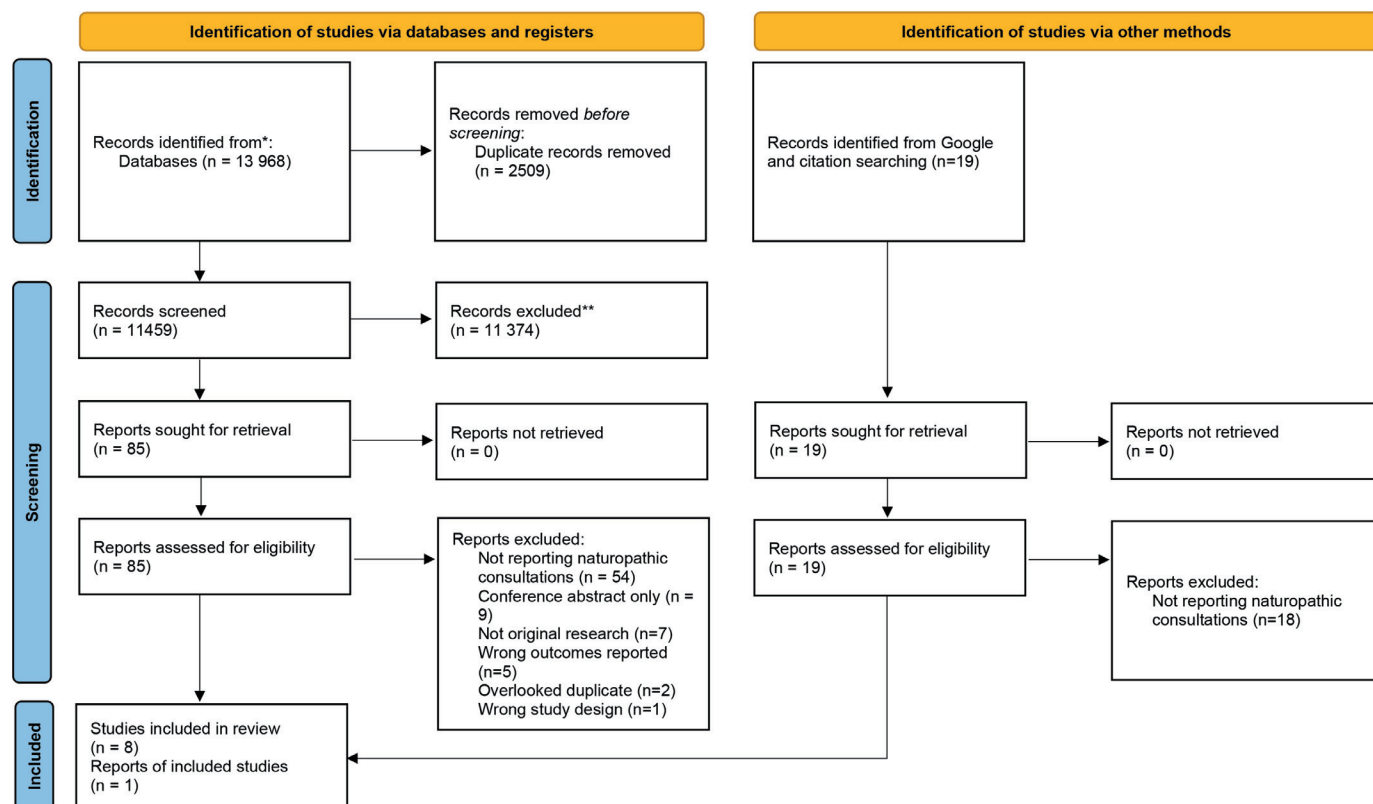 Identification of studies via databases and registers
Identification of studies via other methods
Identification
Records identified from*:
Databases (n = 13 968)
Records removed before
screening:
Duplicate records removed
(n = 2509)
Records identified from Google
and citation searching (n=19)
Screening
Records screened
(n = 11459)
Records excluded**
(n = 11 374)
Reports sought for retrieval
(n = 85)
Reports not retrieved
(n = 0)
Reports sought for retrieval
(n = 19)
Reports not retrieved
(n = 0)
Reports assessed for eligibility
(n = 85)
Reports excluded:
Not reporting naturopathic
consultations (n = 54)
Conference abstract only (n =
9)
Not original research (n=7)
Wrong outcomes reported
(n=5)
Overlooked duplicate (n=2)
Wrong study design (n=1)
Reports assessed for eligibility
(n = 19)
Reports excluded:
Not reporting naturopathic
consultations (n=18)
Included
Studies included in review
(n = 8)
Reports of included studies
(n = 1)